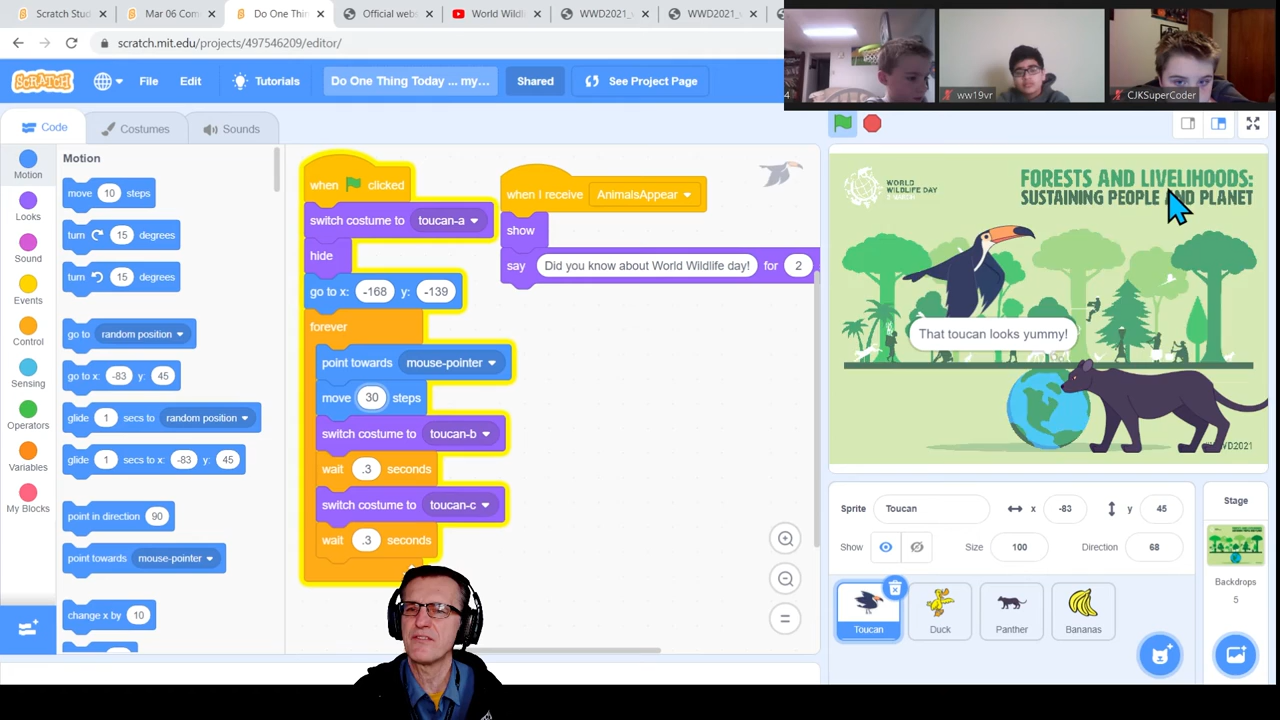 Scratch Stud
Mar 06 Com
Do One Thin
Official web
World Wildl
WWD2021_v
WWD2021_v
scratch.mit.edu/projects/497546209/editor/
SCRATCH
File
Edit
Tutorials
Do One Thing Today ... my...
Shared
See Project Page
4
ww19vr
CJKSuperCoder
Code
Costumes
Sounds
Motion
Looks
Sound
Events
Control
Sensing
Operators
Variables
My Blocks
Motion
move 10 steps
turn 15 degrees
turn 15 degrees
go to random position
go to x: -83 y: 45
glide 1 secs to random position
glide 1 secs to x: -83 y: 45
point in direction 90
point towards mouse-pointer
change x by 10
when clicked
switch costume to toucan-a
hide
go to x: -168 y: -139
forever
point towards mouse-pointer
move 30 steps
switch costume to toucan-b
wait .3 seconds
switch costume to toucan-c
wait .3 seconds
when I receive AnimalsAppear
show
say Did you know about World Wildlife day! for 2
WORLD
WILDLIFE DAY
FORESTS AND LIVELIHOODS:
SUSTAINING PEOPLE AND PLANET
That toucan looks yummy!
WWD2021
Sprite Toucan x -83 y 45
Show Size 100 Direction 68
Toucan
Duck
Panther
Bananas
Stage
Backdrops
5